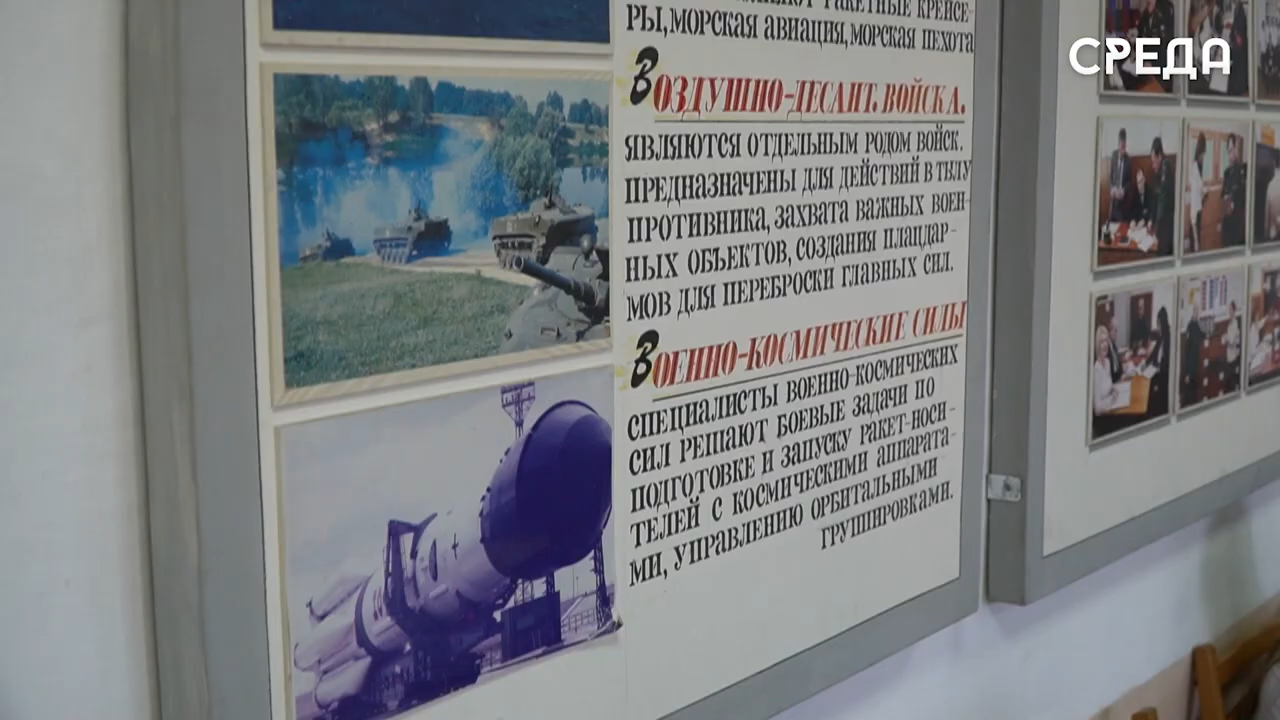 РАКЕТНЫЕ КРЕЙСЕ-
РЫ, МОРСКАЯ АВИАЦИЯ, МОРСКАЯ ПЕХОТА
ВОЗДУШНО-ДЕСАНТ. ВОЙСКА.
ЯВЛЯЮТСЯ ОТДЕЛЬНЫМ РОДОМ ВОЙСК.
ПРЕДНАЗНАЧЕНЫ ДЛЯ ДЕЙСТВИЙ В ТЫЛУ
ПРОТИВНИКА, ЗАХВАТА ВАЖНЫХ ВОЕН-
НЫХ ОБЪЕКТОВ, СОЗДАНИЯ ПЛАЦДАР-
МОВ ДЛЯ ПЕРЕБРОСКИ ГЛАВНЫХ СИЛ.
ВОЕННО-КОСМИЧЕСКИЕ СИЛЫ
СПЕЦИАЛИСТЫ ВОЕННО-КОСМИЧЕСКИХ
СИЛ РЕШАЮТ БОЕВЫЕ ЗАДАЧИ ПО
ПОДГОТОВКЕ И ЗАПУСКУ РАКЕТ-НОСИ-
ТЕЛЕЙ С КОСМИЧЕСКИМИ АППАРАТА-
МИ, УПРАВЛЕНИЮ ОРБИТАЛЬНЫМИ
ГРУППИРОВКАМИ.
СРЕДА